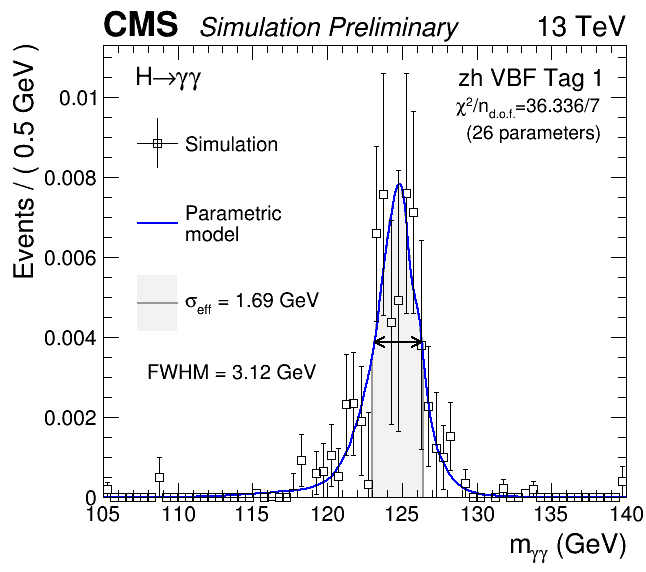 CMS Simulation Preliminary 13 TeV
H→γγ
zh VBF Tag 1
χ²/n_d.o.f.=36.336/7
(26 parameters)
Simulation
Parametric
model
σ_eff = 1.69 GeV
FWHM = 3.12 GeV
Events / ( 0.5 GeV )
0.01
0.008
0.006
0.004
0.002
0
105 110 115 120 125 130 135 140
m_γγ (GeV)